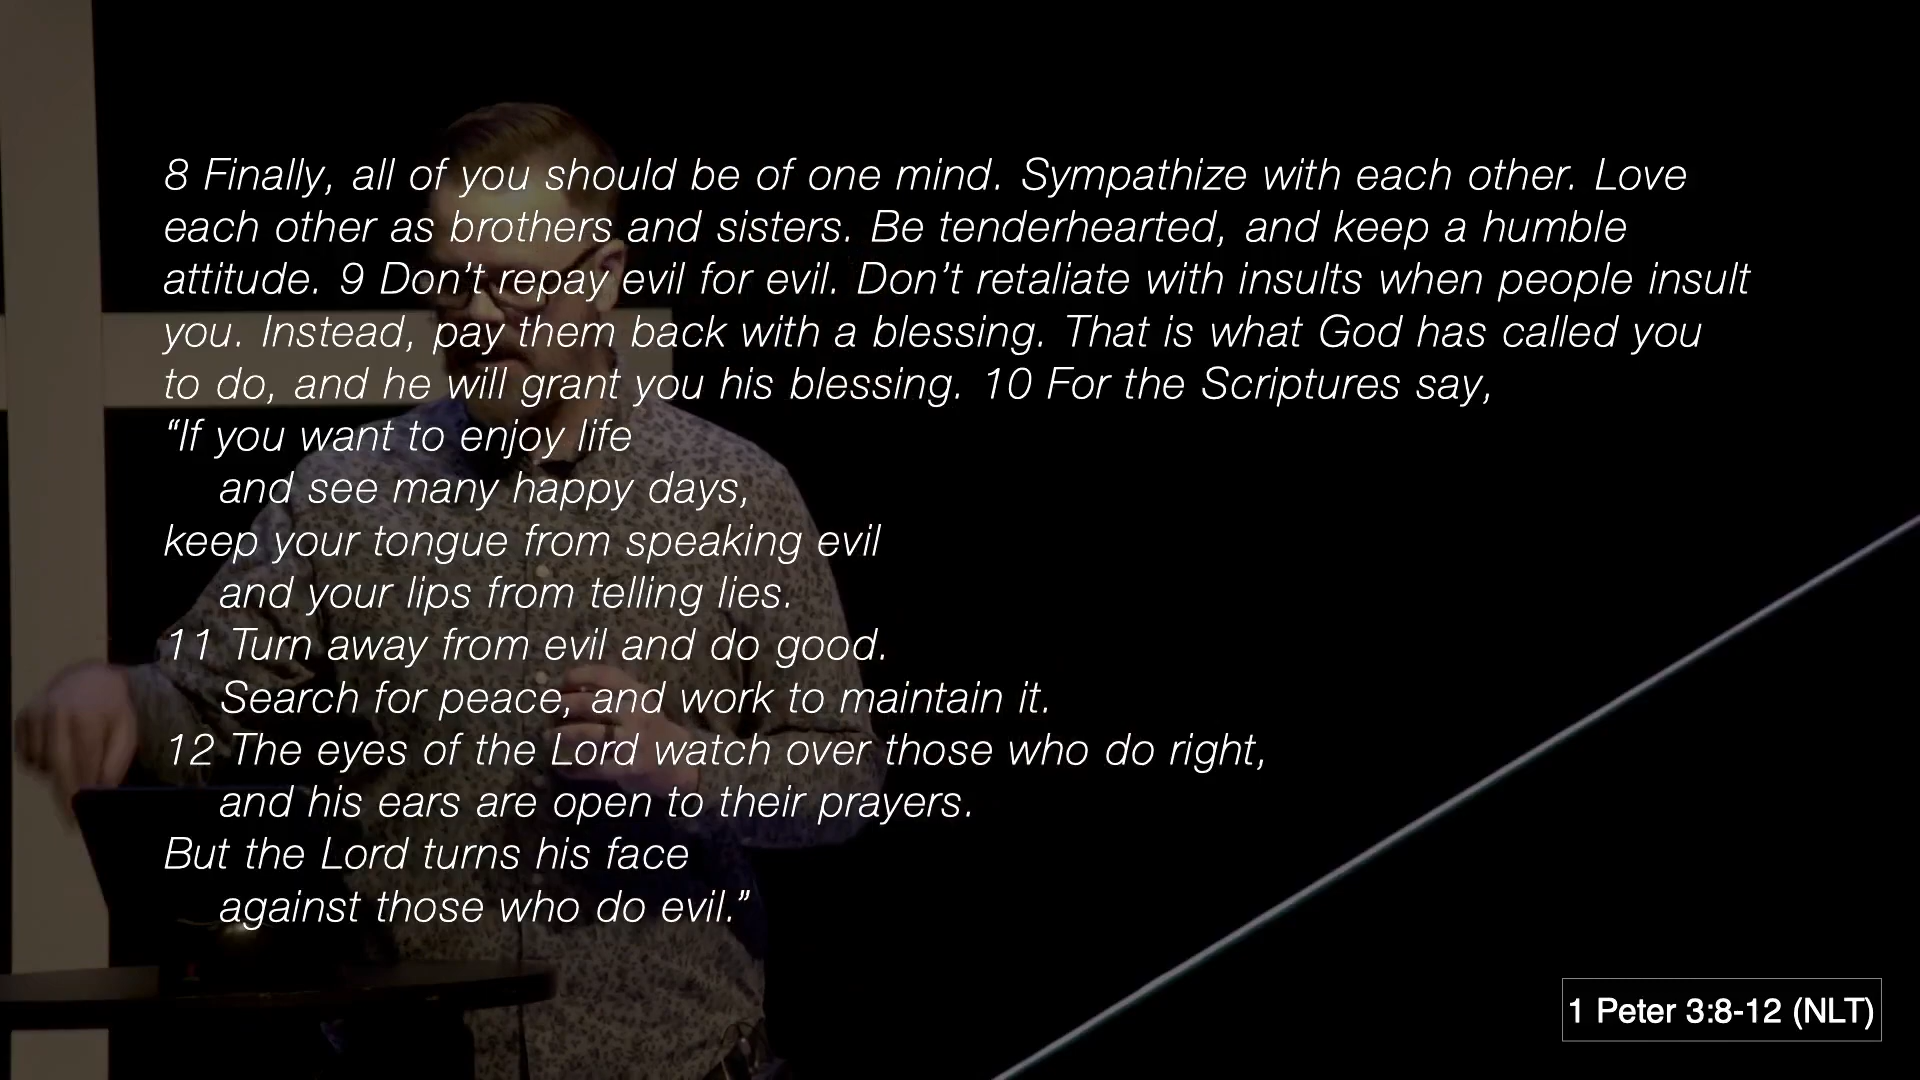 8 Finally, all of you should be of one mind. Sympathize with each other. Love
each other as brothers and sisters. Be tenderhearted, and keep a humble
attitude. 9 Don’t repay evil for evil. Don’t retaliate with insults when people insult
you. Instead, pay them back with a blessing. That is what God has called you
to do, and he will grant you his blessing. 10 For the Scriptures say,
“If you want to enjoy life
and see many happy days,
keep your tongue from speaking evil
and your lips from telling lies.
11 Turn away from evil and do good.
Search for peace, and work to maintain it.
12 The eyes of the Lord watch over those who do right,
and his ears are open to their prayers.
But the Lord turns his face
against those who do evil.”
1 Peter 3:8-12 (NLT)